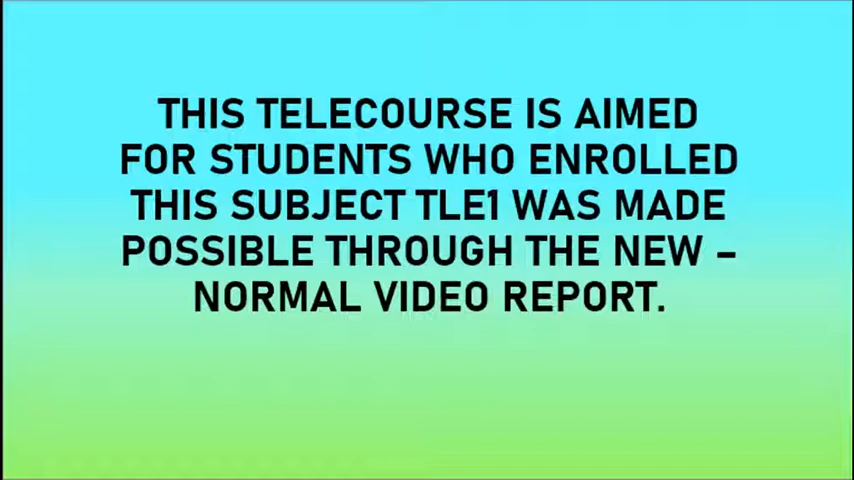 THIS TELECOURSE IS AIMED
FOR STUDENTS WHO ENROLLED
THIS SUBJECT TLE1 WAS MADE
POSSIBLE THROUGH THE NEW –
NORMAL VIDEO REPORT.